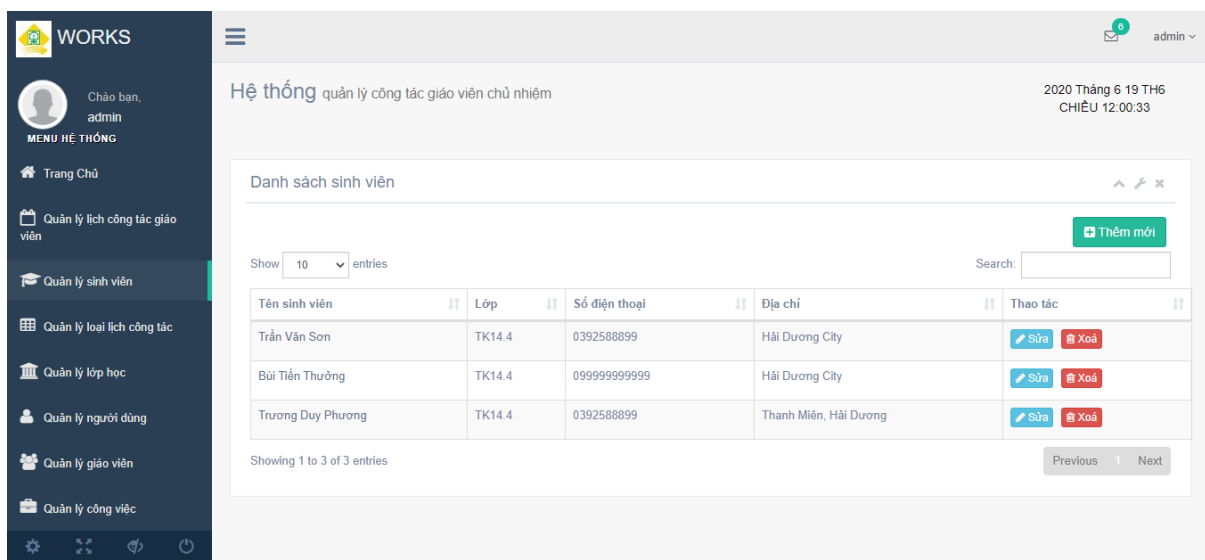 WORKS
6
admin
Chào bạn,
admin
MENU HỆ THỐNG
Trang Chủ
Quản lý lịch công tác giáo
viên
Quản lý sinh viên
Quản lý loại lịch công tác
Quản lý lớp học
Quản lý người dùng
Quản lý giáo viên
Quản lý công việc
Hệ thống quản lý công tác giáo viên chủ nhiệm
2020 Tháng 6 19 TH6
CHIỀU 12:00:33
Danh sách sinh viên
Thêm mới
Show 10 entries
Search:
Tên sinh viên Lớp Số điện thoại Địa chỉ Thao tác
Trần Văn Sơn TK14.4 0392588899 Hải Dương City Sửa Xoá
Bùi Tiến Thưởng TK14.4 099999999999 Hải Dương City Sửa Xoá
Trương Duy Phương TK14.4 0392588899 Thanh Miên, Hải Dương Sửa Xoá
Showing 1 to 3 of 3 entries
Previous 1 Next